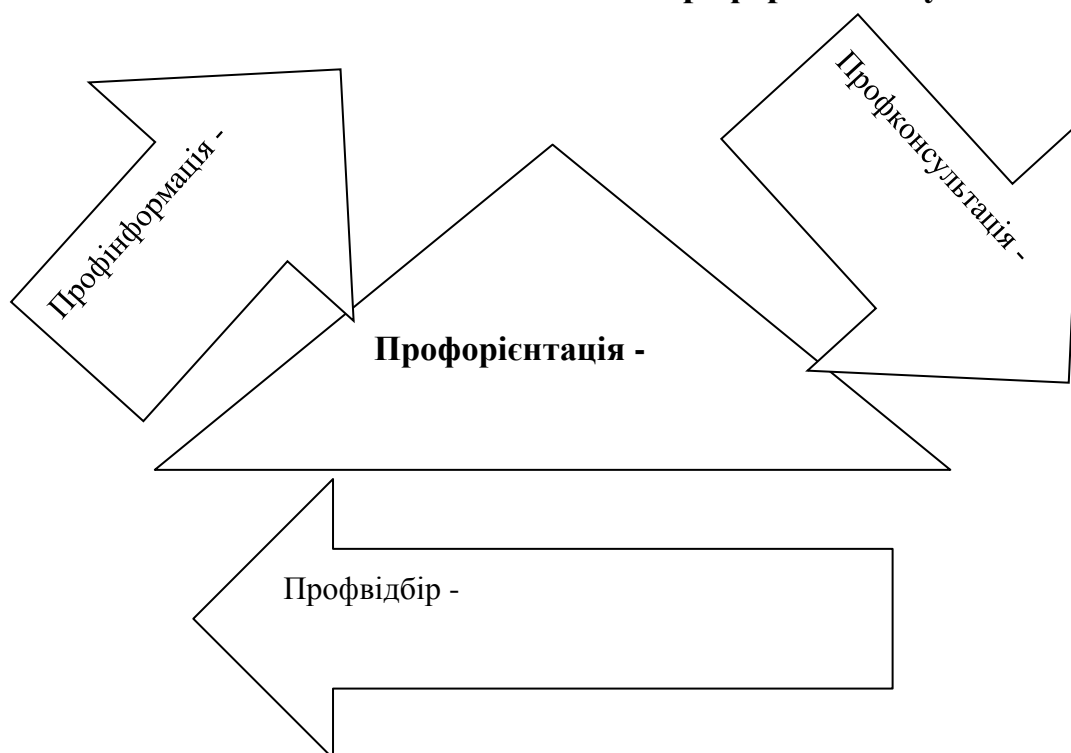 Профінформація -
Профконсультація -
Профорієнтація -
Профвідбір -